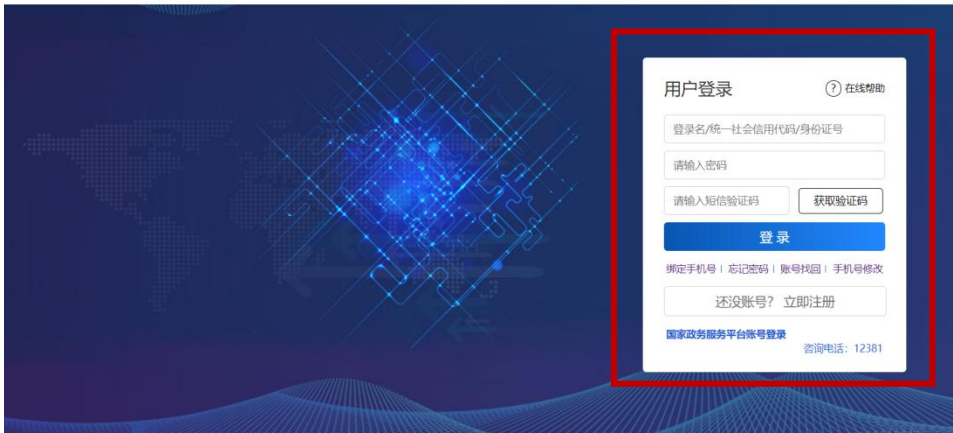 用户登录
? 在线帮助
登录名/统一社会信用代码/身份证号
请输入密码
请输入短信验证码 获取验证码
登录
绑定手机号 | 忘记密码 | 账号找回 | 手机号修改
还没账号? 立即注册
国家政务服务平台账号登录
咨询电话：12381